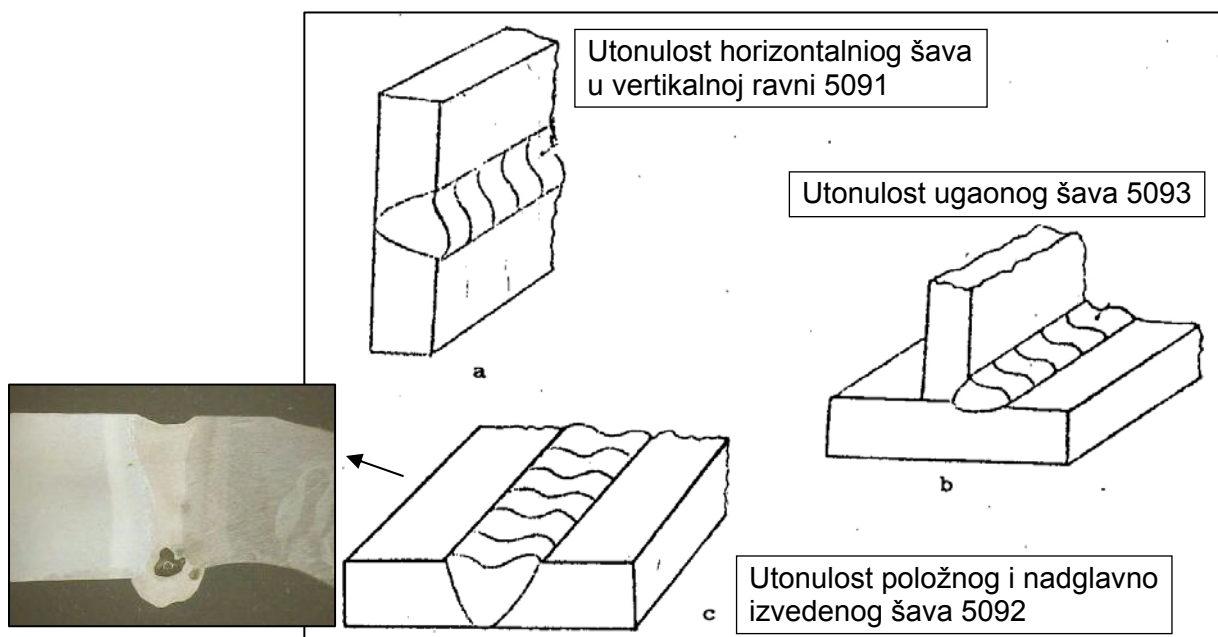 Utonulost horizontalniog šava
u vertikalnoj ravni 5091
Utonulost ugaonog šava 5093
a
b
Utonulost položnog i nadglavno
izvedenog šava 5092
c